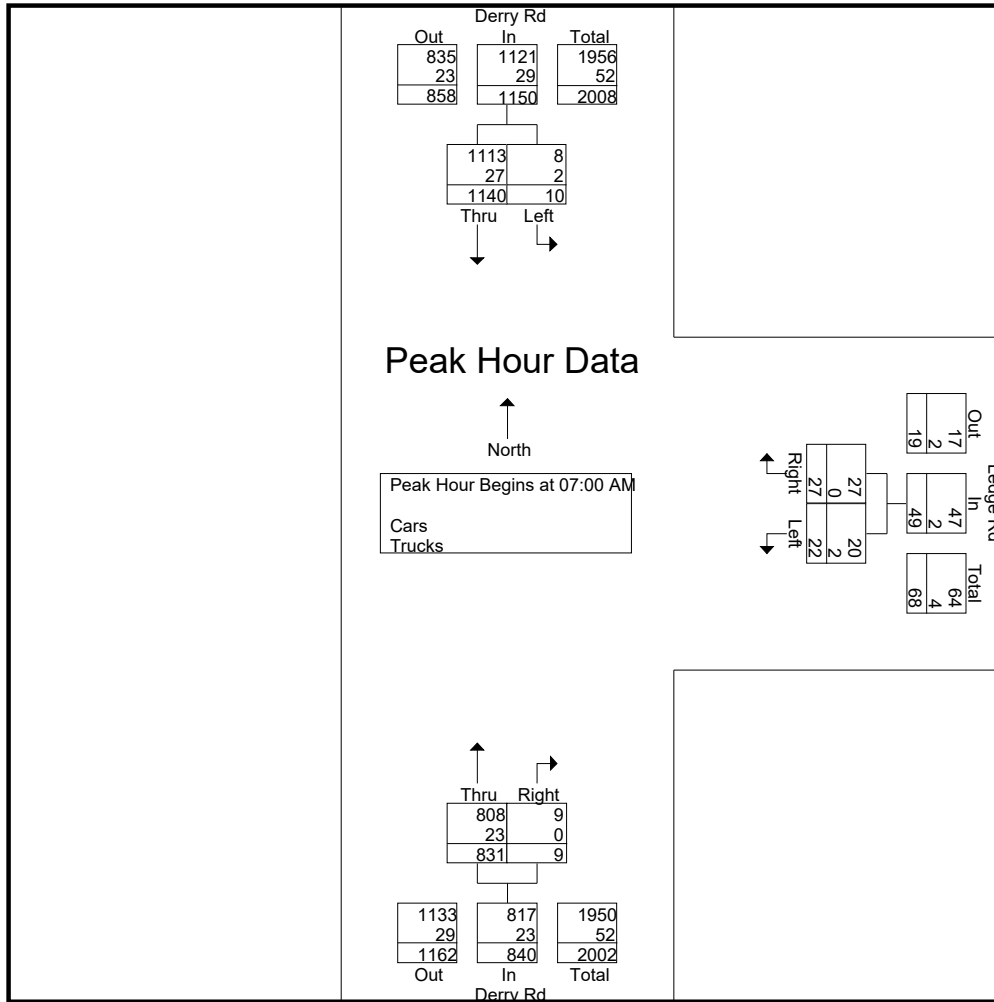 Derry Rd
Out In Total
835 1121 1956
23 29 52
858 1150 2008
1113 8
27 2
1140 10
Thru Left
Peak Hour Data
North
Peak Hour Begins at 07:00 AM
Cars
Trucks
Ledge Rd
Out In Total
17 47 64
2 2 4
19 49 68
27 20
0 2
27 22
Right Left
Thru Right
808 9
23 0
831 9
1133 817 1950
29 23 52
1162 840 2002
Out In Total
Derry Rd